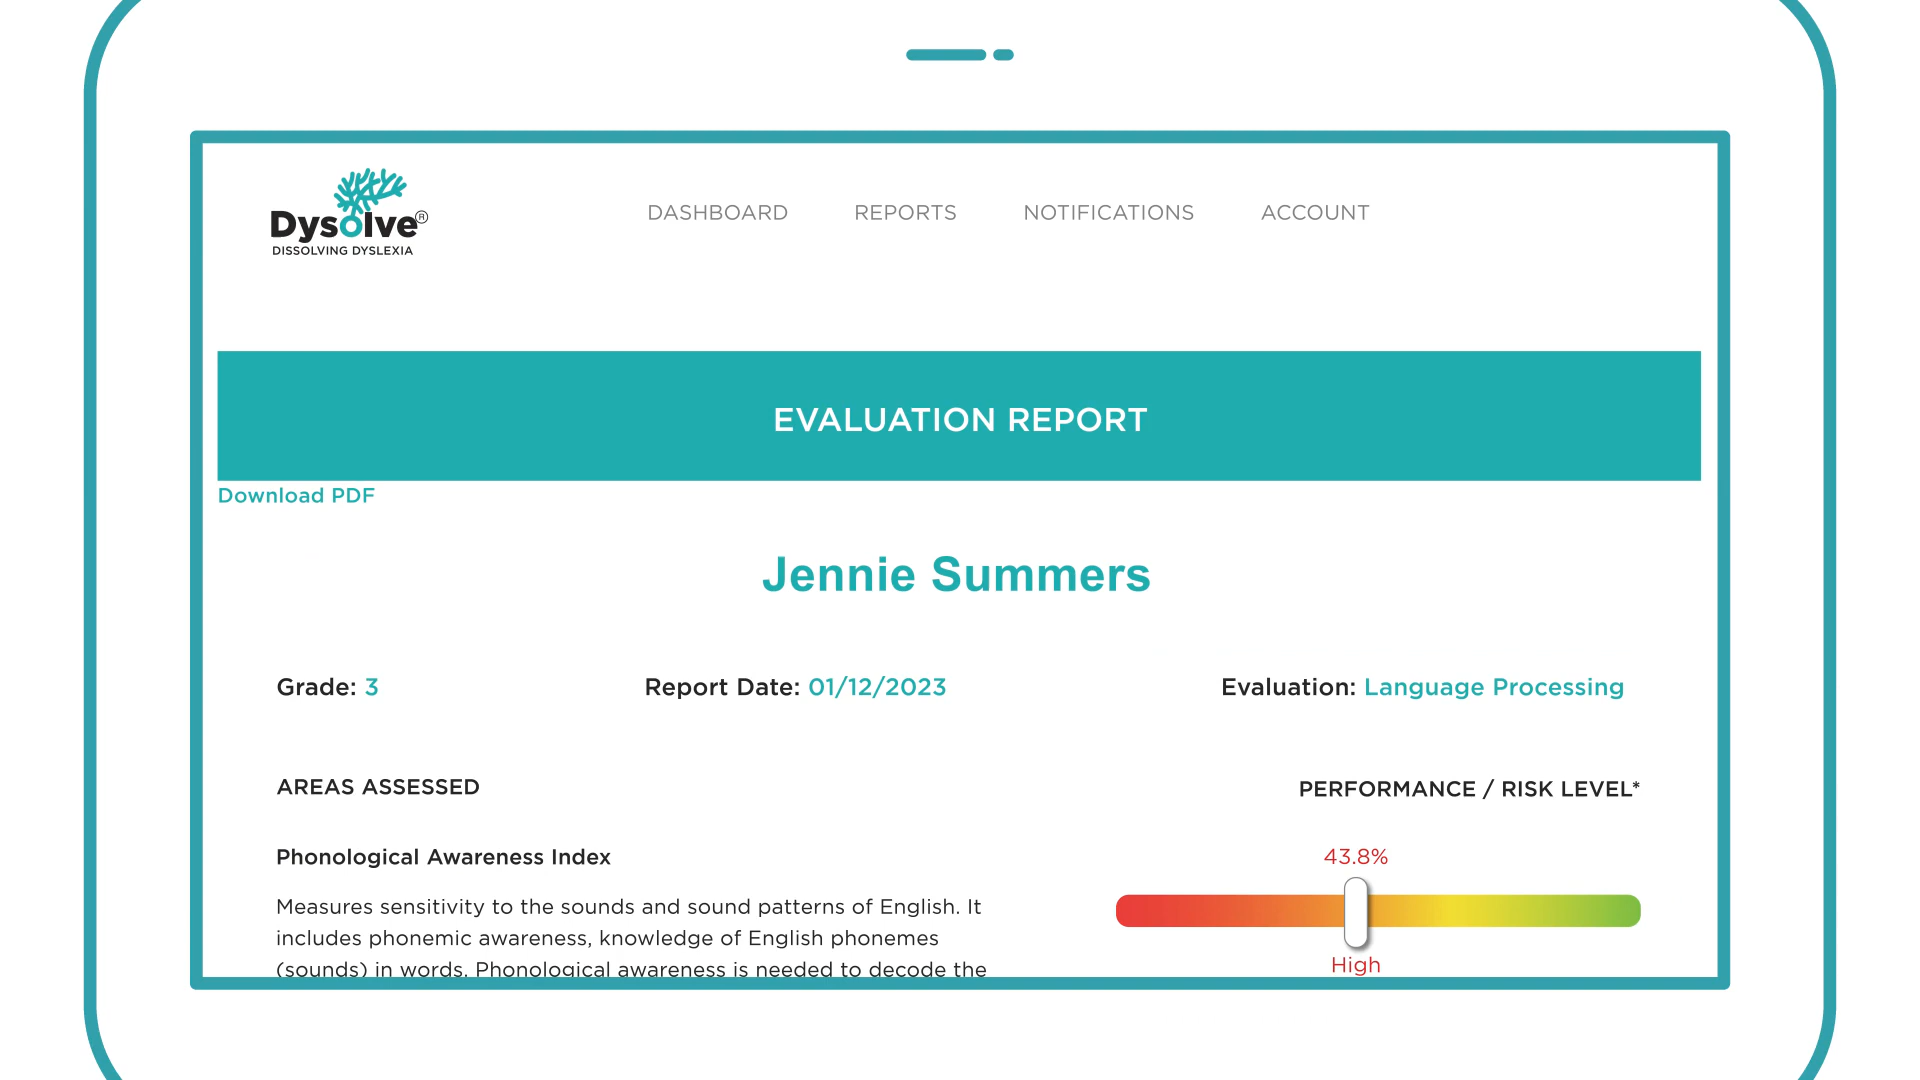 Dysolve®
DISSOLVING DYSLEXIA
DASHBOARD REPORTS NOTIFICATIONS ACCOUNT
EVALUATION REPORT
Download PDF
Jennie Summers
Grade: 3 Report Date: 01/12/2023 Evaluation: Language Processing
AREAS ASSESSED PERFORMANCE / RISK LEVEL*
Phonological Awareness Index 43.8%
Measures sensitivity to the sounds and sound patterns of English. It
includes phonemic awareness, knowledge of English phonemes
(sounds) in words. Phonological awareness is needed to decode the
High